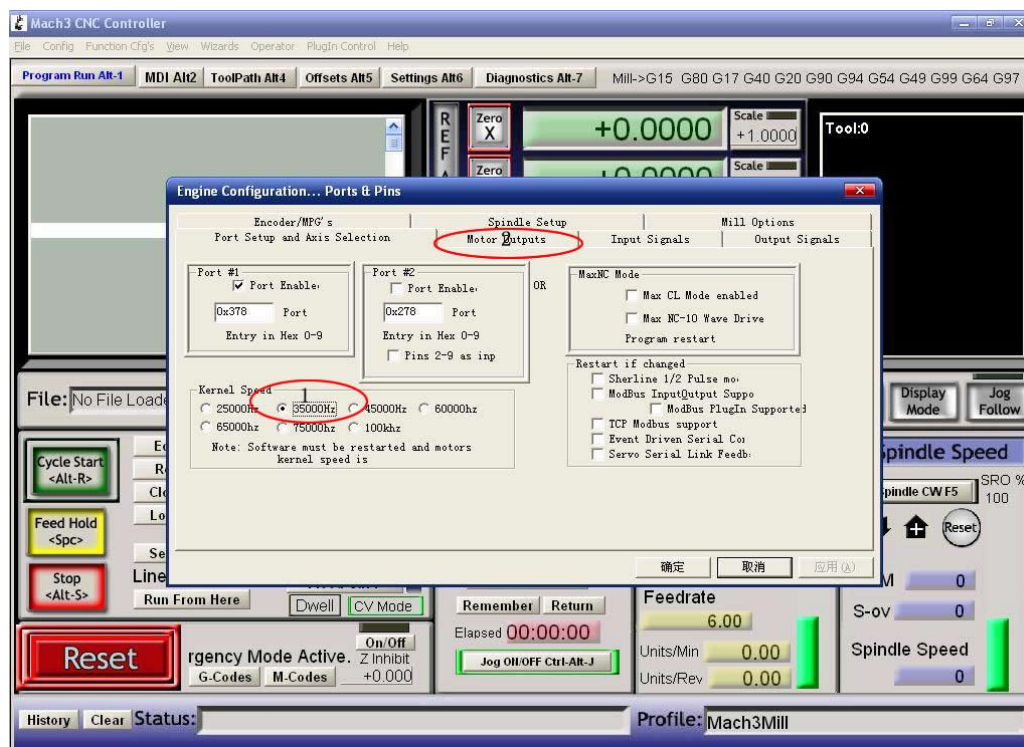 Mach3 CNC Controller
File Config Function Cfg's View Wizards Operator PlugIn Control Help
Program Run Alt-1 MDI Alt2 ToolPath Alt4 Offsets Alt5 Settings Alt6 Diagnostics Alt-7 Mill->G15 G80 G17 G40 G20 G90 G94 G54 G49 G99 G64 G97
R
E
F
Zero
X
+0.0000
Scale
+1.0000
Tool:0
Zero
Scale
Engine Configuration... Ports & Pins
Encoder/MPG's Spindle Setup Mill Options
Port Setup and Axis Selection Motor Outputs Input Signals Output Signals
2
Port #1
Port Enable
0x378 Port
Entry in Hex 0-9
Port #2
Port Enable
0x278 Port
Entry in Hex 0-9
Pins 2-9 as inp
OR
MaxNC Mode
Max CL Mode enabled
Max NC-10 Wave Drive
Program restart
Restart if changed
Sherline 1/2 Pulse mo
ModBus InputOutput Suppo
ModBus PlugIn Supported
TCP Modbus support
Event Driven Serial Co
Servo Serial Link Feedb
Kernel Speed
1
25000Hz 35000Hz 45000Hz 60000hz
65000hz 75000hz 100khz
Note: Software must be restarted and motors
kernel speed is
确定 取消 应用(A)
File: No File Loade
Display
Mode
Jog
Follow
Cycle Start
<Alt-R>
Feed Hold
<Spc>
Stop
<Alt-S>
Line
Run From Here
Dwell CV Mode
Remember Return
Elapsed 00:00:00
Jog ON/OFF Ctrl-Alt-J
Feedrate
6.00
Units/Min 0.00
Units/Rev 0.00
pindle Speed
pindle CW F5
SRO %
100
Reset
M 0
S-ov 0
Spindle Speed
0
Reset
rgency Mode Active.
G-Codes M-Codes
On/Off
Z Inhibit
+0.000
History Clear Status:
Profile: Mach3Mill